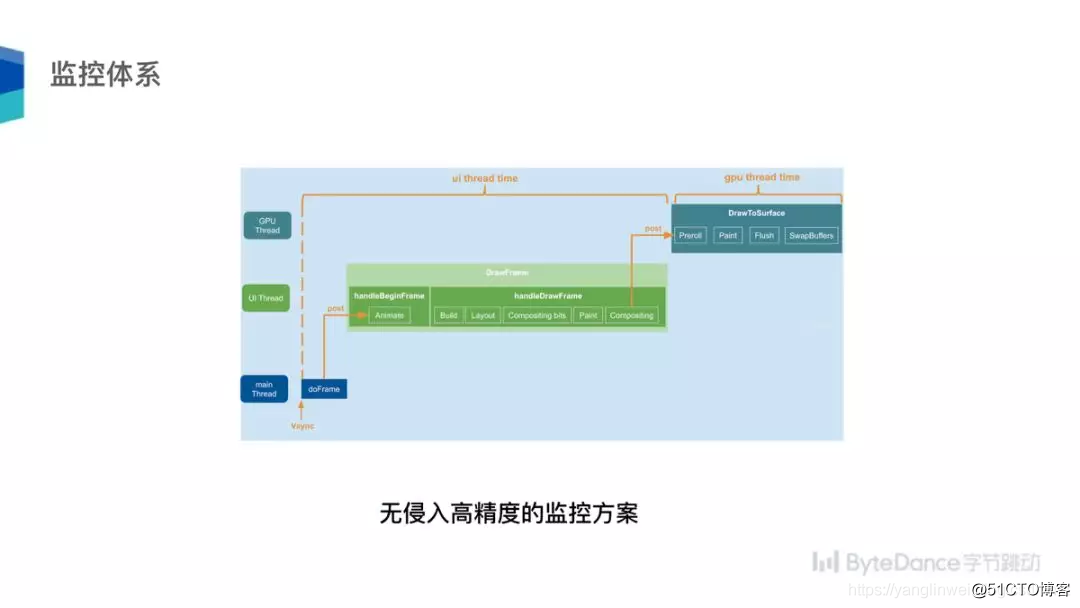 监控体系
ui thread time
gpu thread time
DrawToSurface
GPU
Thread
post
Preroll
Paint
Flush
SwapBuffers
DrawFrame
UI Thread
handleBeginFrame
handleDrawFrame
post
Animate
Build
Layout
Compositing bits
Paint
Compositing
main
Thread
doFrame
Vsync
无侵入高精度的监控方案
ByteDance字节跳动
@51CTO博客